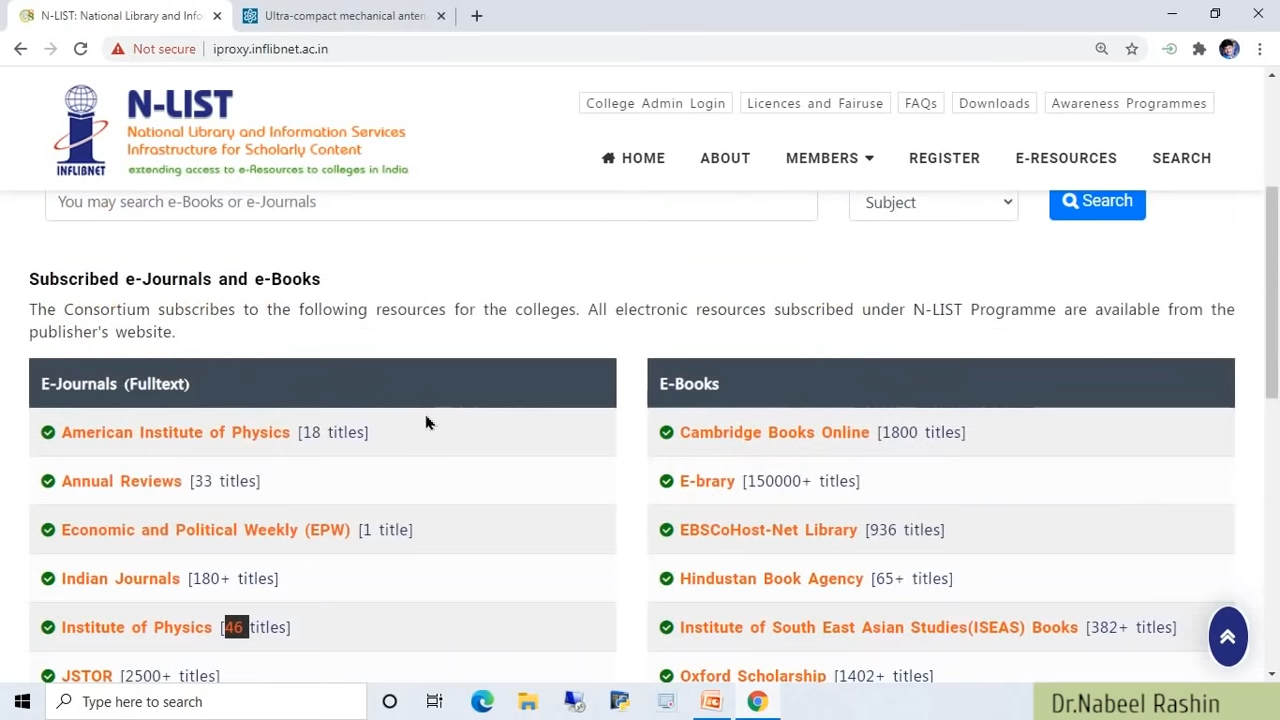 N-LIST: National Library and Info
Ultra-compact mechanical anten
Not secure
iproxy.inflibnet.ac.in
N-LIST
National Library and Information Services
Infrastructure for Scholarly Content
extending access to e-Resources to colleges in India
INFLIBNET
College Admin Login
Licences and Fairuse
FAQs
Downloads
Awareness Programmes
HOME
ABOUT
MEMBERS
REGISTER
E-RESOURCES
SEARCH
You may search e-Books or e-Journals
Subject
Search
Subscribed e-Journals and e-Books
The Consortium subscribes to the following resources for the colleges. All electronic resources subscribed under N-LIST Programme are available from the
publisher's website.
E-Journals (Fulltext)
American Institute of Physics [18 titles]
Annual Reviews [33 titles]
Economic and Political Weekly (EPW) [1 title]
Indian Journals [180+ titles]
Institute of Physics [46 titles]
JSTOR [2500+ titles]
E-Books
Cambridge Books Online [1800 titles]
E-brary [150000+ titles]
EBSCoHost-Net Library [936 titles]
Hindustan Book Agency [65+ titles]
Institute of South East Asian Studies(ISEAS) Books [382+ titles]
Oxford Scholarship [1402+ titles]
Type here to search
Dr.Nabeel Rashin